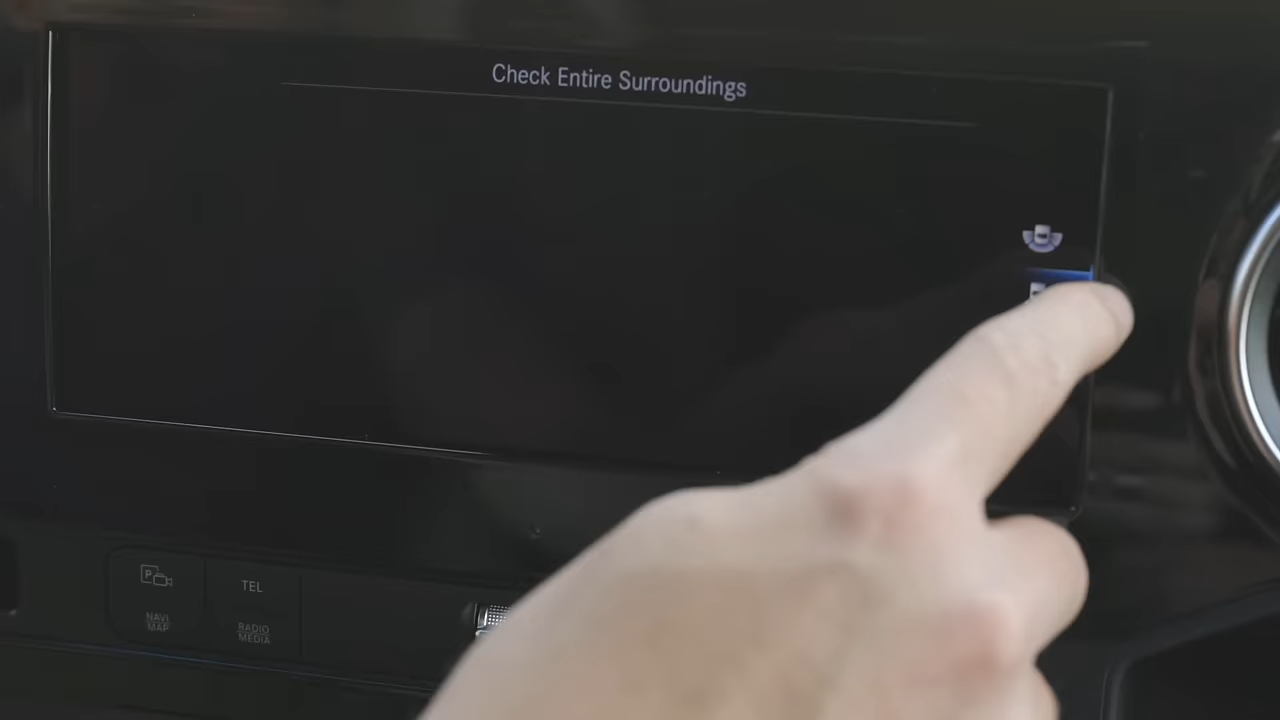 Check Entire Surroundings
P
TEL
NAVI
MAP
RADIO
MEDIA